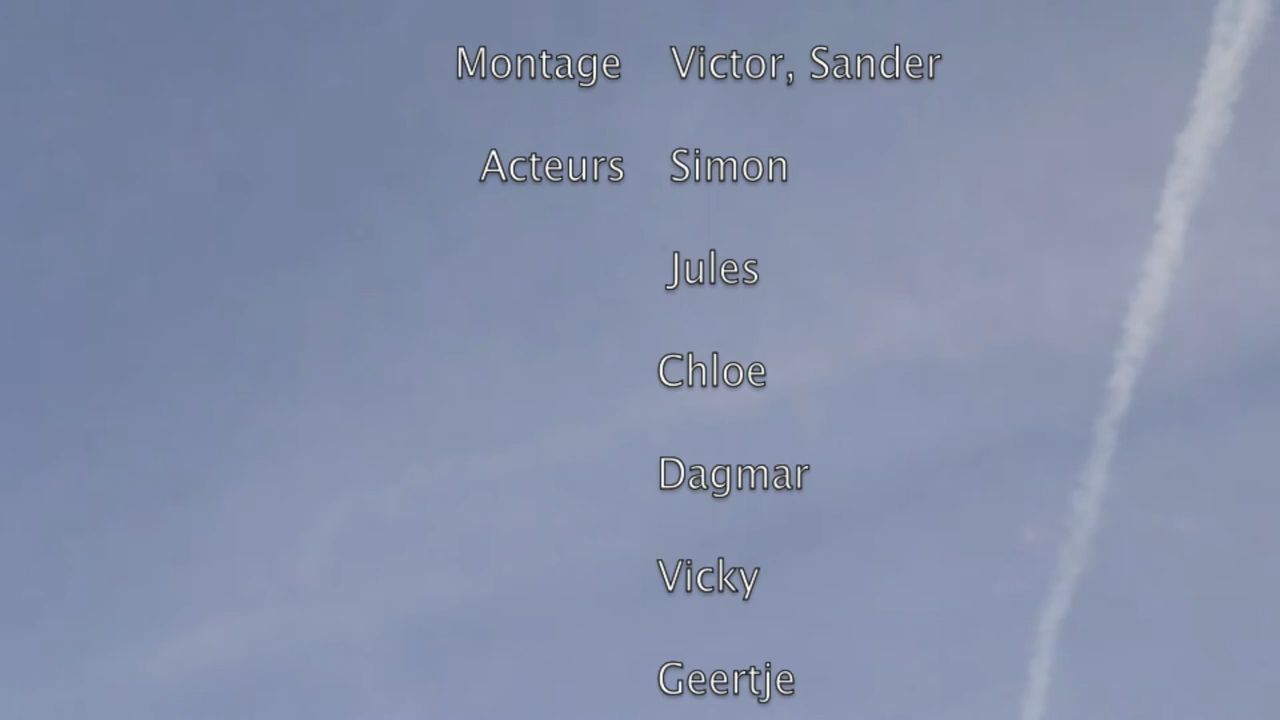 Montage Victor, Sander
Acteurs Simon
Jules
Chloe
Dagmar
Vicky
Geertje